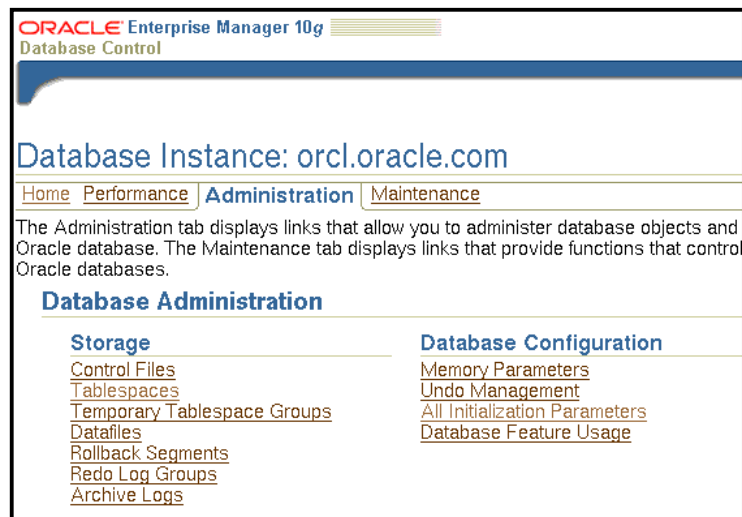 ORACLE Enterprise Manager 10g
Database Control
Database Instance: orcl.oracle.com
Home Performance Administration Maintenance
The Administration tab displays links that allow you to administer database objects and
Oracle database. The Maintenance tab displays links that provide functions that control
Oracle databases.
Database Administration
Storage
Control Files
Tablespaces
Temporary Tablespace Groups
Datafiles
Rollback Segments
Redo Log Groups
Archive Logs
Database Configuration
Memory Parameters
Undo Management
All Initialization Parameters
Database Feature Usage